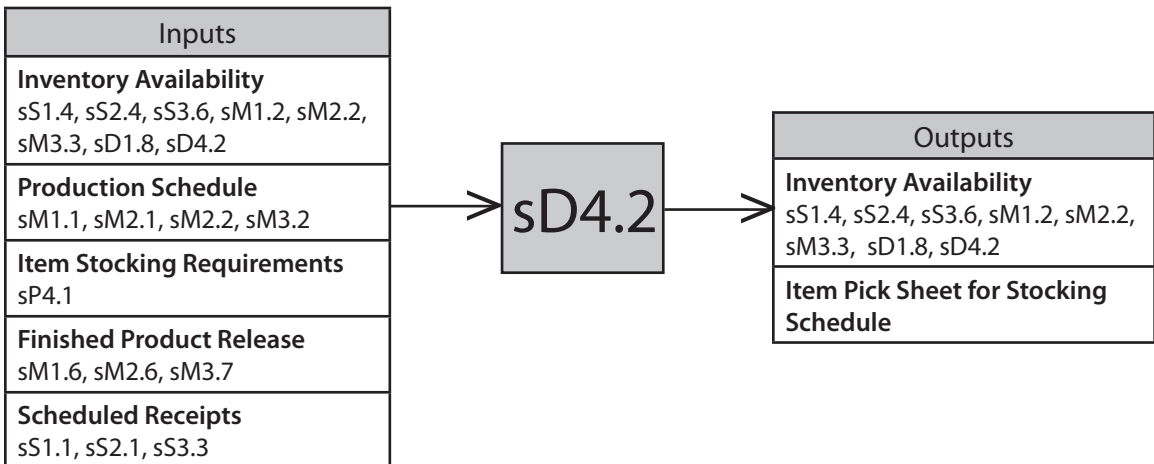 Inputs
Inventory Availability
sS1.4, sS2.4, sS3.6, sM1.2, sM2.2,
sM3.3, sD1.8, sD4.2
Production Schedule
sM1.1, sM2.1, sM2.2, sM3.2
Item Stocking Requirements
sP4.1
Finished Product Release
sM1.6, sM2.6, sM3.7
Scheduled Receipts
sS1.1, sS2.1, sS3.3
sD4.2
Outputs
Inventory Availability
sS1.4, sS2.4, sS3.6, sM1.2, sM2.2,
sM3.3, sD1.8, sD4.2
Item Pick Sheet for Stocking
Schedule